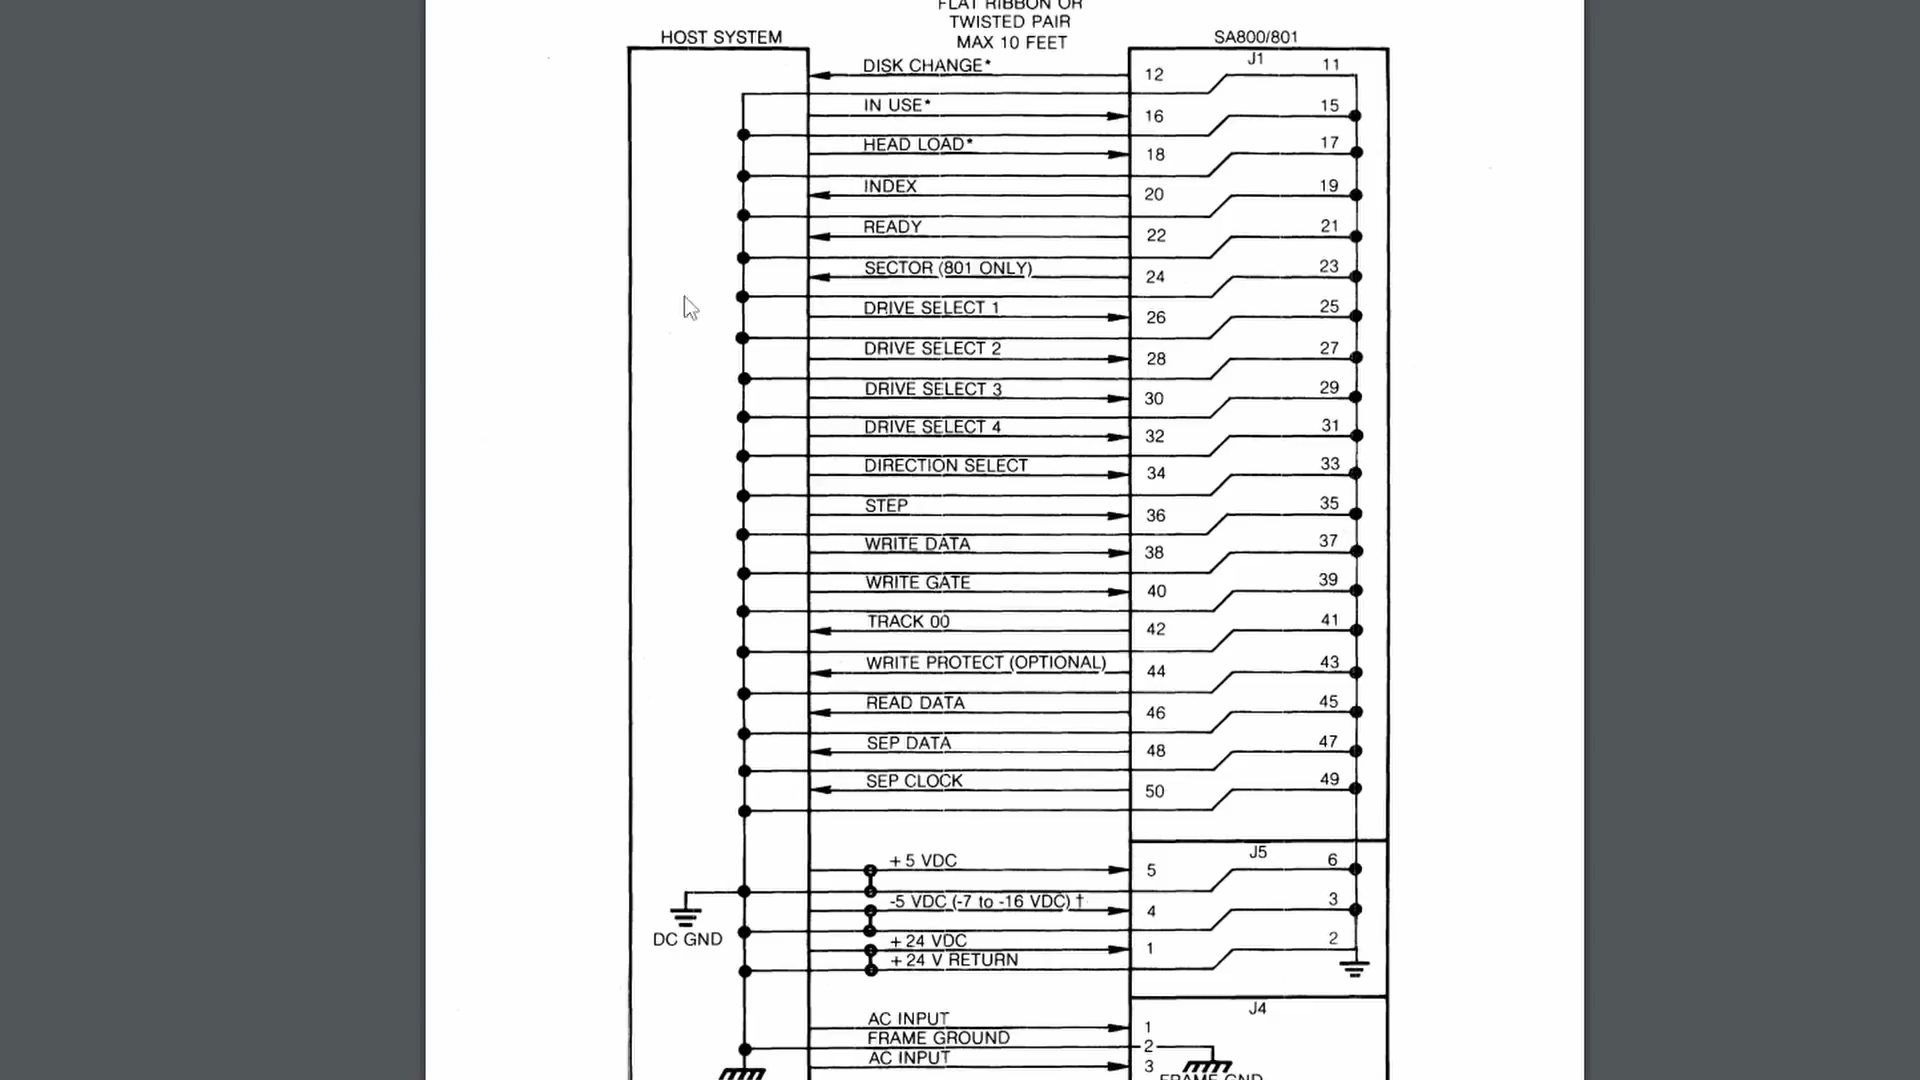 FLAT RIBBON OR
TWISTED PAIR
MAX 10 FEET
HOST SYSTEM
SA800/801
J1
DISK CHANGE* 12 11
IN USE* 16 15
HEAD LOAD* 18 17
INDEX 20 19
READY 22 21
SECTOR (801 ONLY) 24 23
DRIVE SELECT 1 26 25
DRIVE SELECT 2 28 27
DRIVE SELECT 3 30 29
DRIVE SELECT 4 32 31
DIRECTION SELECT 34 33
STEP 36 35
WRITE DATA 38 37
WRITE GATE 40 39
TRACK 00 42 41
WRITE PROTECT (OPTIONAL) 44 43
READ DATA 46 45
SEP DATA 48 47
SEP CLOCK 50 49
J5
+ 5 VDC 5 6
-5 VDC (-7 to -16 VDC) † 4 3
DC GND
+ 24 VDC 1 2
+ 24 V RETURN
J4
AC INPUT 1
FRAME GROUND 2
AC INPUT 3
FRAME GND